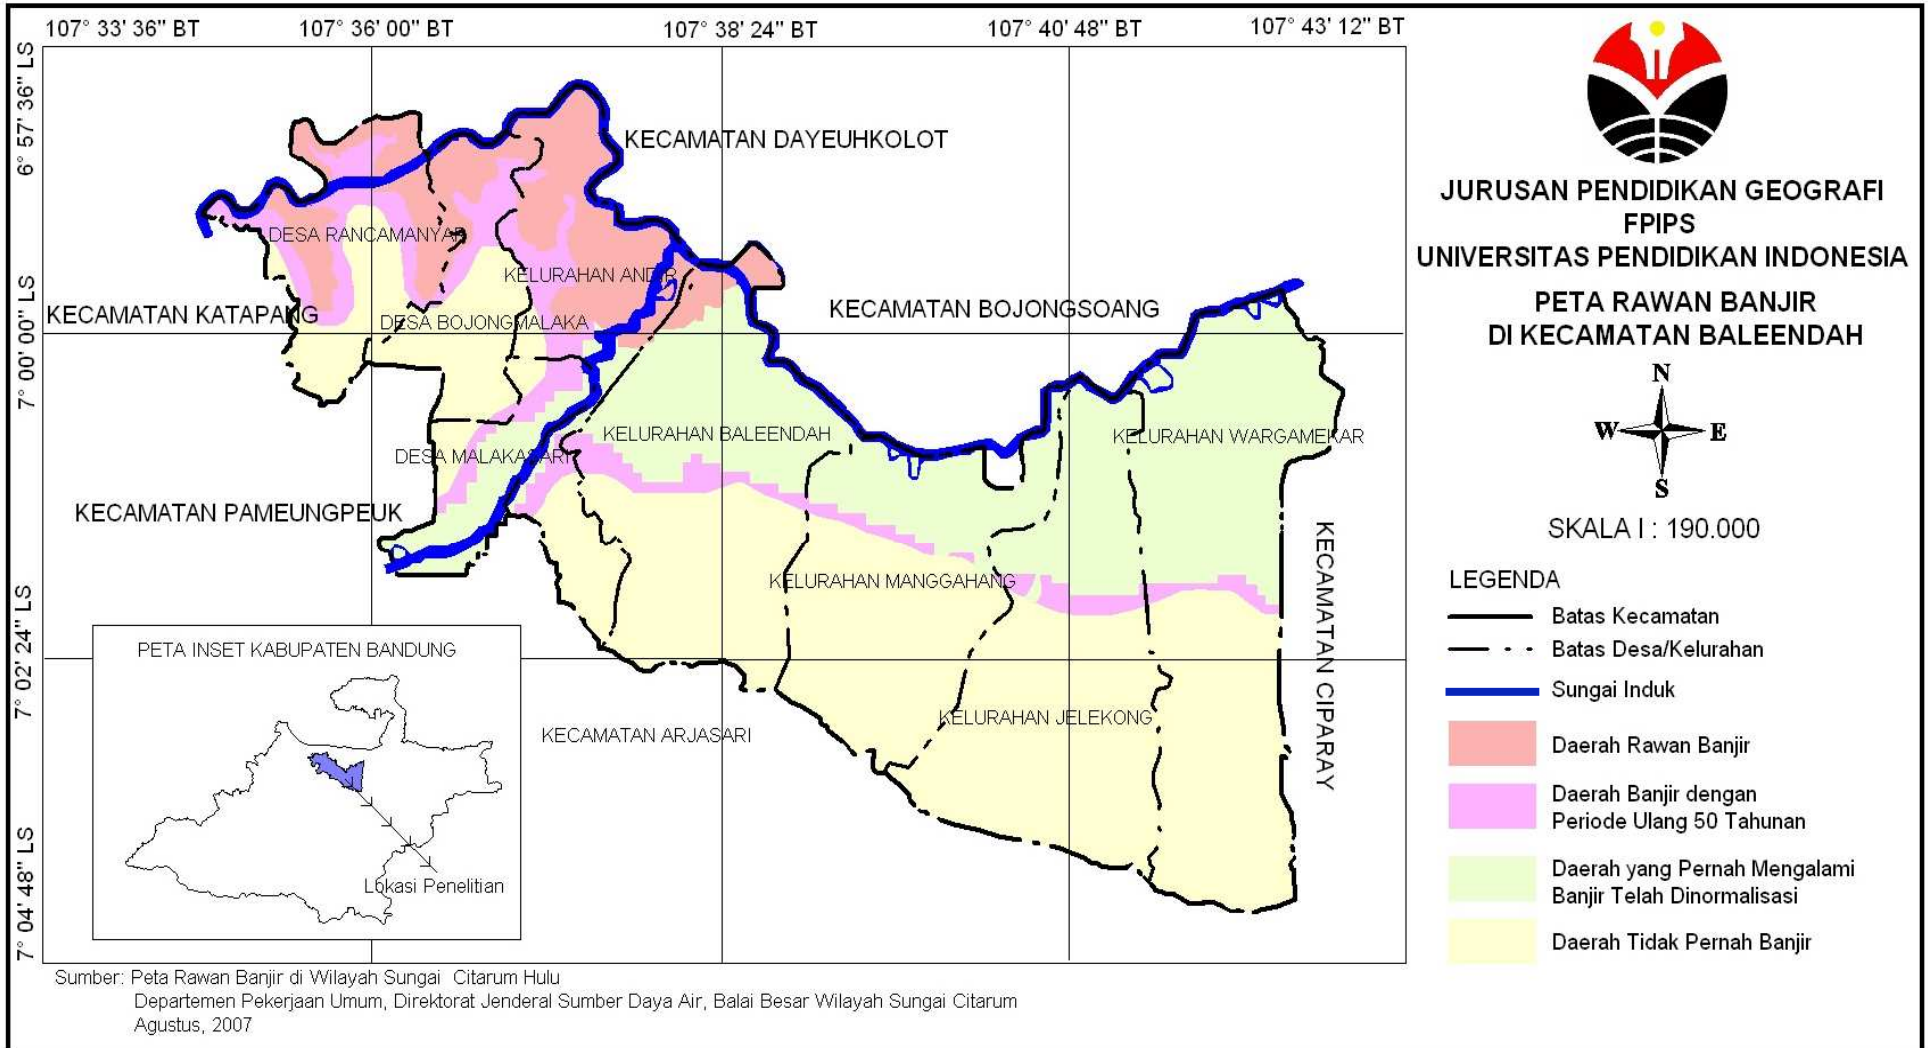 107° 33' 36" BT
107° 36' 00" BT
107° 38' 24" BT
107° 40' 48" BT
107° 43' 12" BT
6° 57' 36" LS
7° 00' 00" LS
7° 02' 24" LS
7° 04' 48" LS
KECAMATAN DAYEUHKOLOT
DESA RANCAMANYAR
KELURAHAN ANDIR
KECAMATAN KATAPANG
DESA BOJONGMALAKA
KECAMATAN BOJONGSOANG
KELURAHAN BALEENDAH
KELURAHAN WARGAMEKAR
DESA MALAKASARI
KECAMATAN PAMEUNGPEUK
KELURAHAN MANGGAHANG
KECAMATAN CIPARAY
KELURAHAN JELEKONG
KECAMATAN ARJASARI
PETA INSET KABUPATEN BANDUNG
Lokasi Penelitian
JURUSAN PENDIDIKAN GEOGRAFI
FPIPS
UNIVERSITAS PENDIDIKAN INDONESIA
PETA RAWAN BANJIR
DI KECAMATAN BALEENDAH
N
W
E
S
SKALA I : 190.000
LEGENDA
Batas Kecamatan
Batas Desa/Kelurahan
Sungai Induk
Daerah Rawan Banjir
Daerah Banjir dengan
Periode Ulang 50 Tahunan
Daerah yang Pernah Mengalami
Banjir Telah Dinormalisasi
Daerah Tidak Pernah Banjir
Sumber: Peta Rawan Banjir di Wilayah Sungai Citarum Hulu
Departemen Pekerjaan Umum, Direktorat Jenderal Sumber Daya Air, Balai Besar Wilayah Sungai Citarum
Agustus, 2007